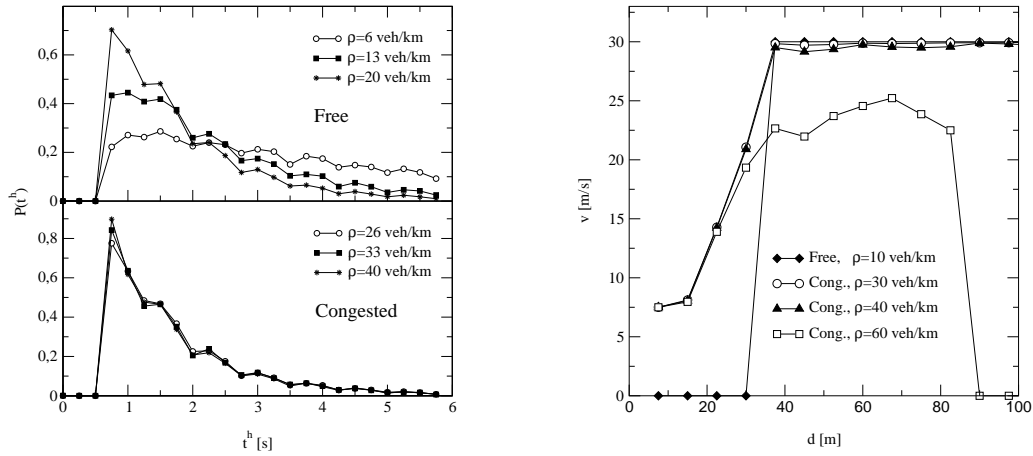 0,6
0,4
0,2
0
ρ=6 veh/km
ρ=13 veh/km
ρ=20 veh/km
Free
P(t^h)
0,8
0,6
0,4
0,2
0
ρ=26 veh/km
ρ=33 veh/km
ρ=40 veh/km
Congested
0 1 2 3 4 5 6
t^h [s]
35
30
25
20
15
10
5
0
v [m/s]
Free, ρ=10 veh/km
Cong., ρ=30 veh/km
Cong., ρ=40 veh/km
Cong., ρ=60 veh/km
0 20 40 60 80 100
d [m]